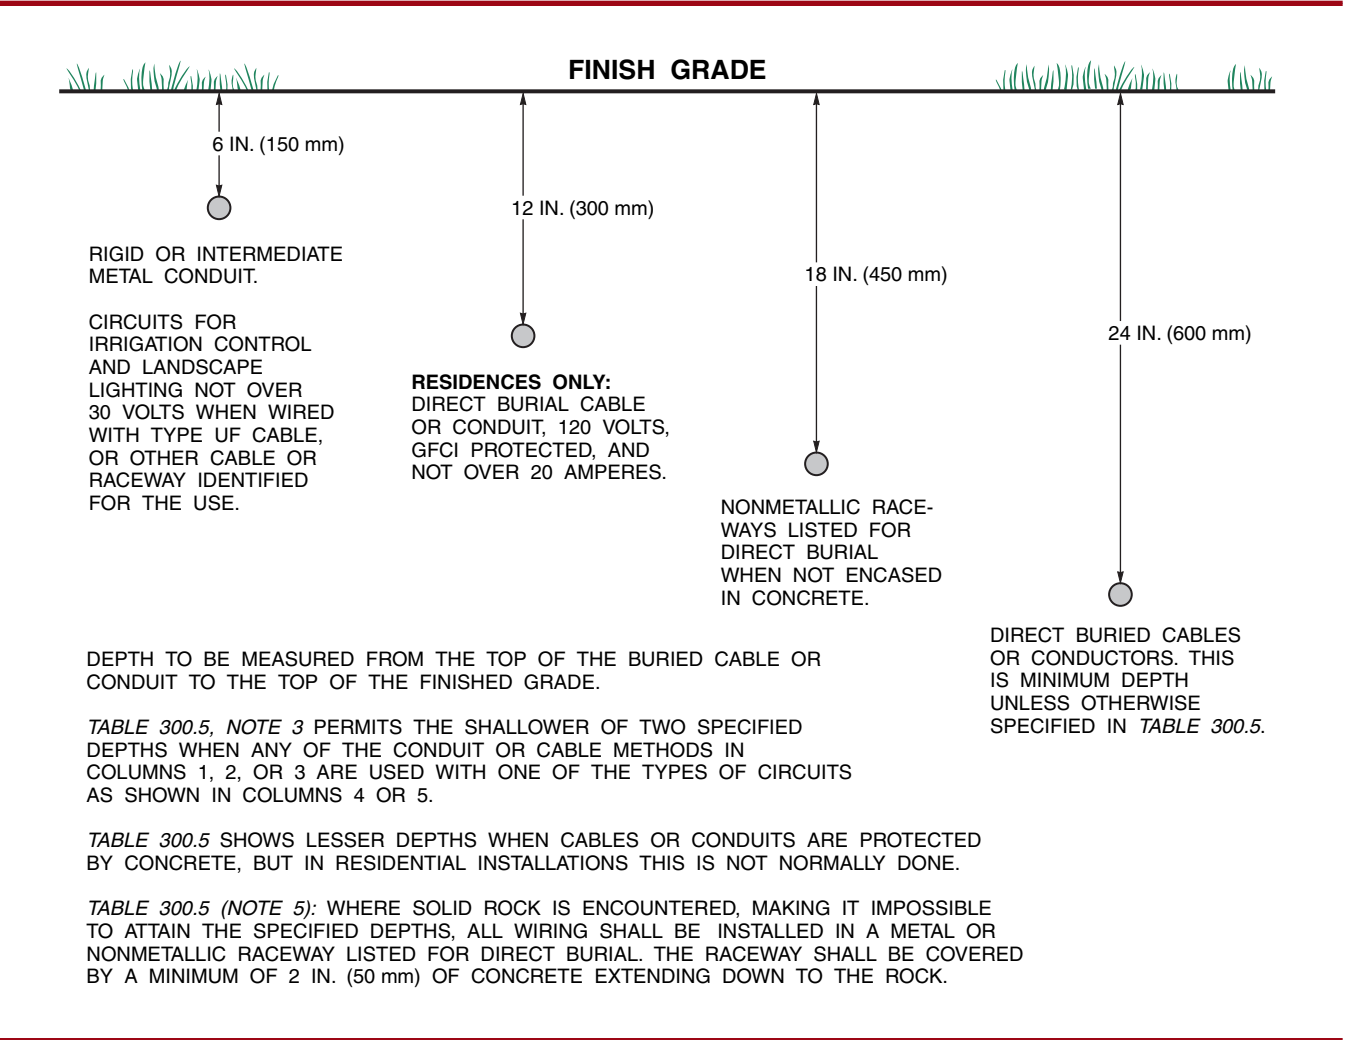 FINISH GRADE
6 IN. (150 mm)
RIGID OR INTERMEDIATE
METAL CONDUIT.
CIRCUITS FOR
IRRIGATION CONTROL
AND LANDSCAPE
LIGHTING NOT OVER
30 VOLTS WHEN WIRED
WITH TYPE UF CABLE,
OR OTHER CABLE OR
RACEWAY IDENTIFIED
FOR THE USE.
12 IN. (300 mm)
RESIDENCES ONLY:
DIRECT BURIAL CABLE
OR CONDUIT, 120 VOLTS,
GFCI PROTECTED, AND
NOT OVER 20 AMPERES.
18 IN. (450 mm)
NONMETALLIC RACE-
WAYS LISTED FOR
DIRECT BURIAL
WHEN NOT ENCASED
IN CONCRETE.
24 IN. (600 mm)
DIRECT BURIED CABLES
OR CONDUCTORS. THIS
IS MINIMUM DEPTH
UNLESS OTHERWISE
SPECIFIED IN TABLE 300.5.
DEPTH TO BE MEASURED FROM THE TOP OF THE BURIED CABLE OR
CONDUIT TO THE TOP OF THE FINISHED GRADE.
TABLE 300.5, NOTE 3 PERMITS THE SHALLOWER OF TWO SPECIFIED
DEPTHS WHEN ANY OF THE CONDUIT OR CABLE METHODS IN
COLUMNS 1, 2, OR 3 ARE USED WITH ONE OF THE TYPES OF CIRCUITS
AS SHOWN IN COLUMNS 4 OR 5.
TABLE 300.5 SHOWS LESSER DEPTHS WHEN CABLES OR CONDUITS ARE PROTECTED
BY CONCRETE, BUT IN RESIDENTIAL INSTALLATIONS THIS IS NOT NORMALLY DONE.
TABLE 300.5 (NOTE 5): WHERE SOLID ROCK IS ENCOUNTERED, MAKING IT IMPOSSIBLE
TO ATTAIN THE SPECIFIED DEPTHS, ALL WIRING SHALL BE INSTALLED IN A METAL OR
NONMETALLIC RACEWAY LISTED FOR DIRECT BURIAL. THE RACEWAY SHALL BE COVERED
BY A MINIMUM OF 2 IN. (50 mm) OF CONCRETE EXTENDING DOWN TO THE ROCK.